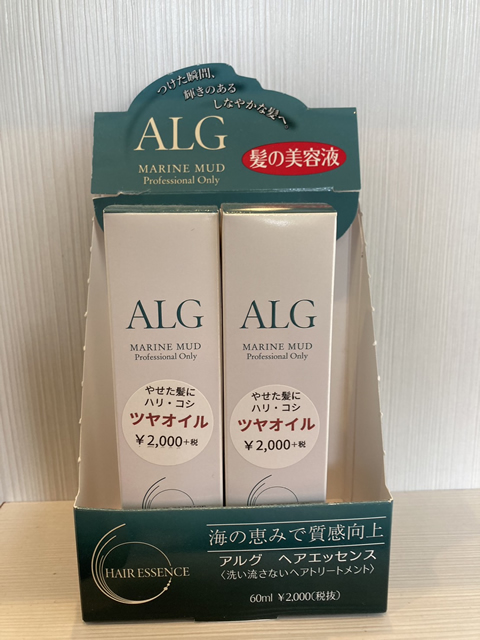 つけた瞬間、
輝きのある
しなやかな髪へ。
ALG
MARINE MUD
Professional Only
髪の美容液
ALG
MARINE MUD
Professional Only
やせた髪に
ハリ・コシ
ツヤオイル
￥2,000+税
ALG
MARINE MUD
Professional Only
やせた髪に
ハリ・コシ
ツヤオイル
￥2,000+税
HAIR ESSENCE
海の恵みで質感向上
アルグ ヘアエッセンス
〈洗い流さないヘアトリートメント〉
60ml ￥2,000(税抜)